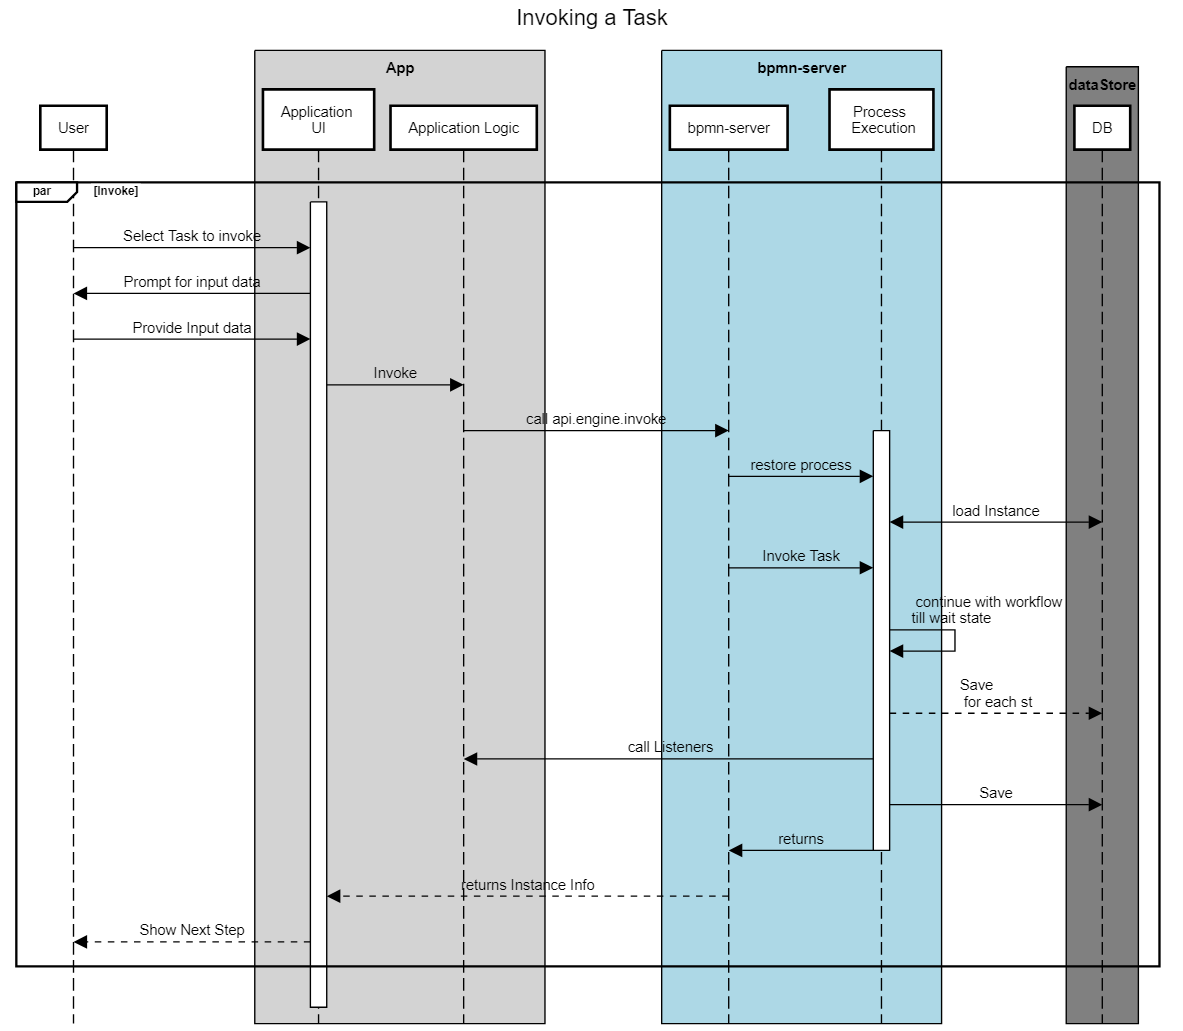 Invoking a Task
App
bpmn-server
dataStore
User
Application
UI
Application Logic
bpmn-server
Process
Execution
DB
par
[Invoke]
Select Task to invoke
Prompt for input data
Provide Input data
Invoke
call api.engine.invoke
restore process
load Instance
Invoke Task
continue with workflow
till wait state
Save
for each st
call Listeners
Save
returns
returns Instance Info
Show Next Step